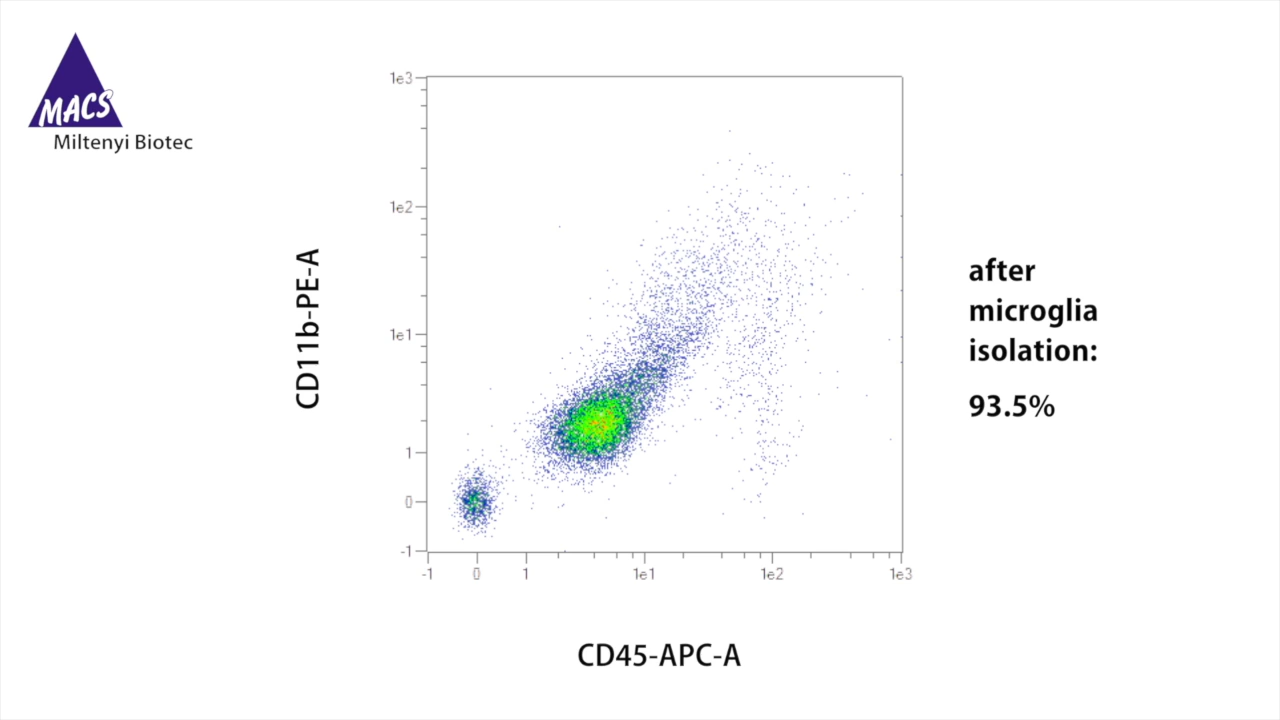 MACS
Miltenyi Biotec
1e3
1e2
1e1
1
0
-1
-1 0 1 1e1 1e2 1e3
CD11b-PE-A
CD45-APC-A
after
microglia
isolation:
93.5%